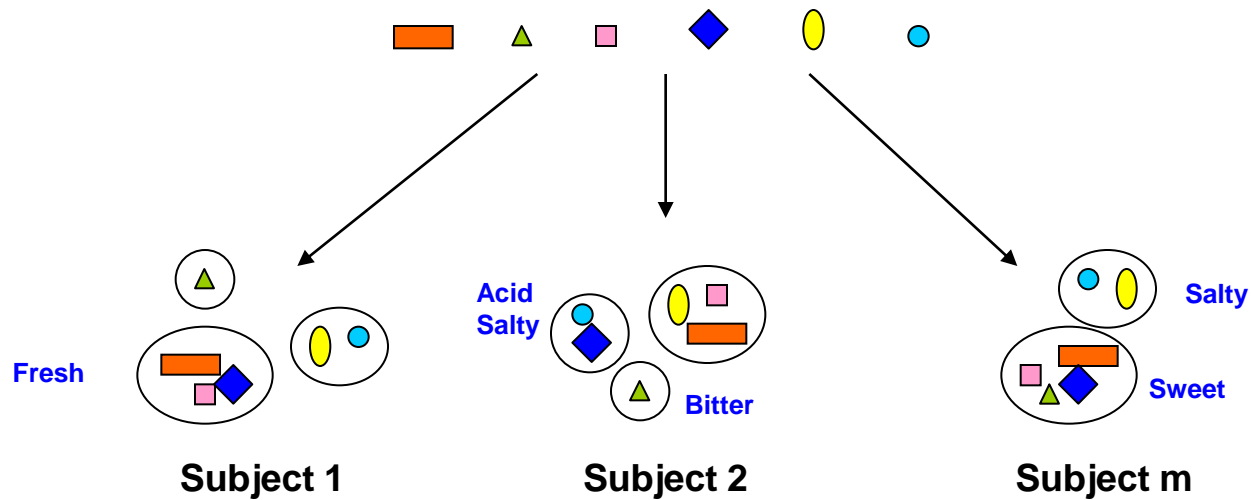 Acid
Salty
Salty
Fresh
Bitter
Sweet
Subject 1
Subject 2
Subject m